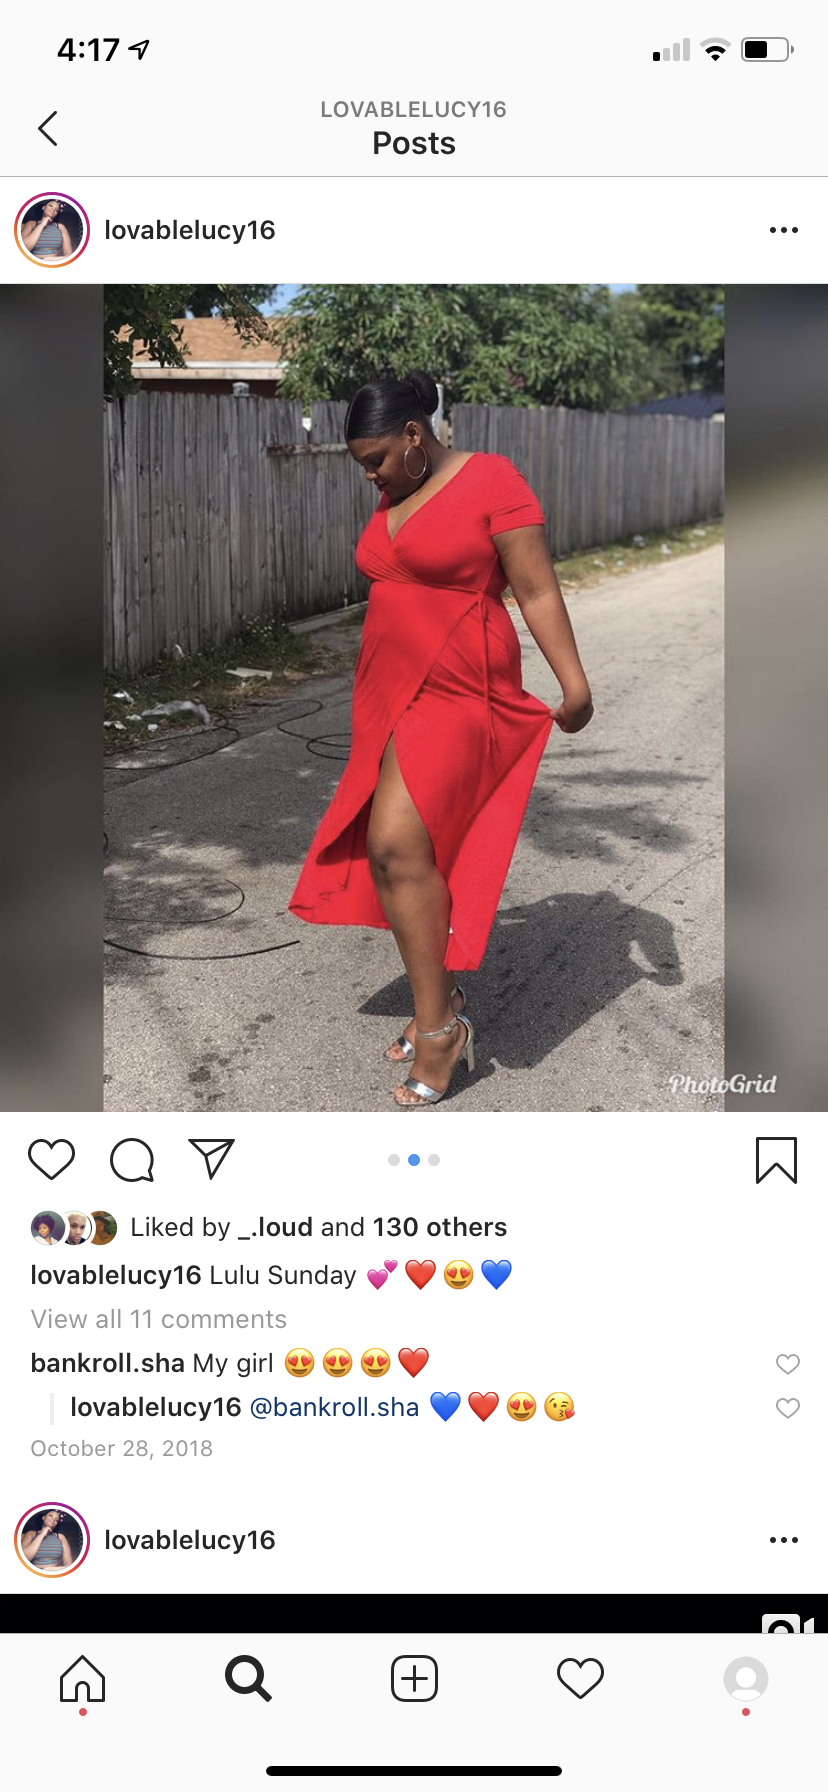 4:17
LOVABLELUCY16
Posts
lovablelucy16
PhotoGrid
Liked by _.loud and 130 others
lovablelucy16 Lulu Sunday 💕❤️😍💙
View all 11 comments
bankroll.sha My girl 😍😍😍❤️
lovablelucy16 @bankroll.sha 💙❤️😍😘
October 28, 2018
lovablelucy16